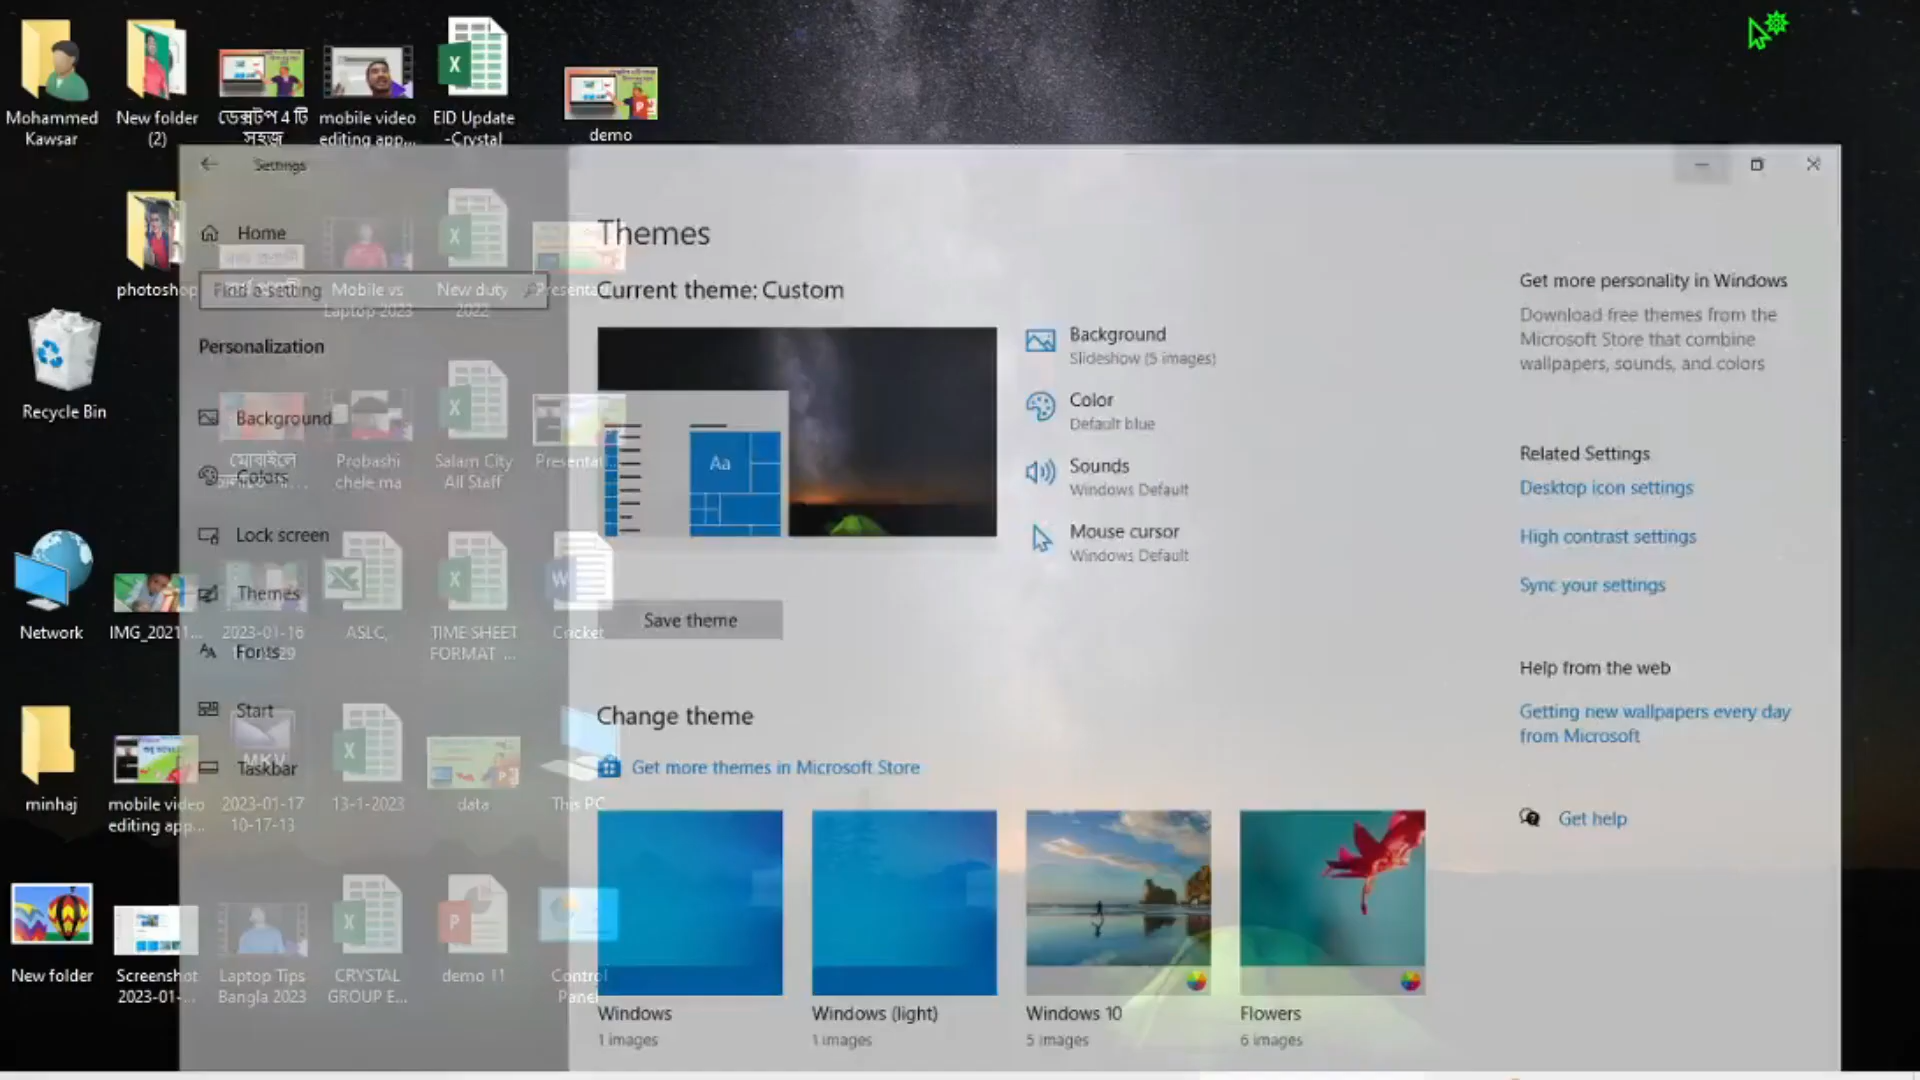 Mohammed
Kawsar
New folder
(2)
ডেক্সটপ 4 টি
সহজ
mobile video
editing app...
EID Update
-Crystal
demo
photoshop
Mobile vs
Laptop 2023
New duty
2022
Recycle Bin
Probashi
chele ma
Salam City
All Staff
Network
IMG_20211...
2023-01-16
ASLC,
TIME SHEET
FORMAT ...
Cricket
minhaj
mobile video
editing app...
MKV
2023-01-17
10-17-13
13-1-2023
data
This PC
New folder
Screenshot
2023-01-...
Laptop Tips
Bangla 2023
CRYSTAL
GROUP E...
demo 11
Control
Panel
Settings
Home
Find a setting
Personalization
Background
Colors
Lock screen
Themes
Fonts
Start
Taskbar
Themes
Current theme: Custom
Aa
Background
Slideshow (5 images)
Color
Default blue
Sounds
Windows Default
Mouse cursor
Windows Default
Save theme
Change theme
Get more themes in Microsoft Store
Windows
1 images
Windows (light)
1 images
Windows 10
5 images
Flowers
6 images
Get more personality in Windows
Download free themes from the
Microsoft Store that combine
wallpapers, sounds, and colors
Related Settings
Desktop icon settings
High contrast settings
Sync your settings
Help from the web
Getting new wallpapers every day
from Microsoft
Get help